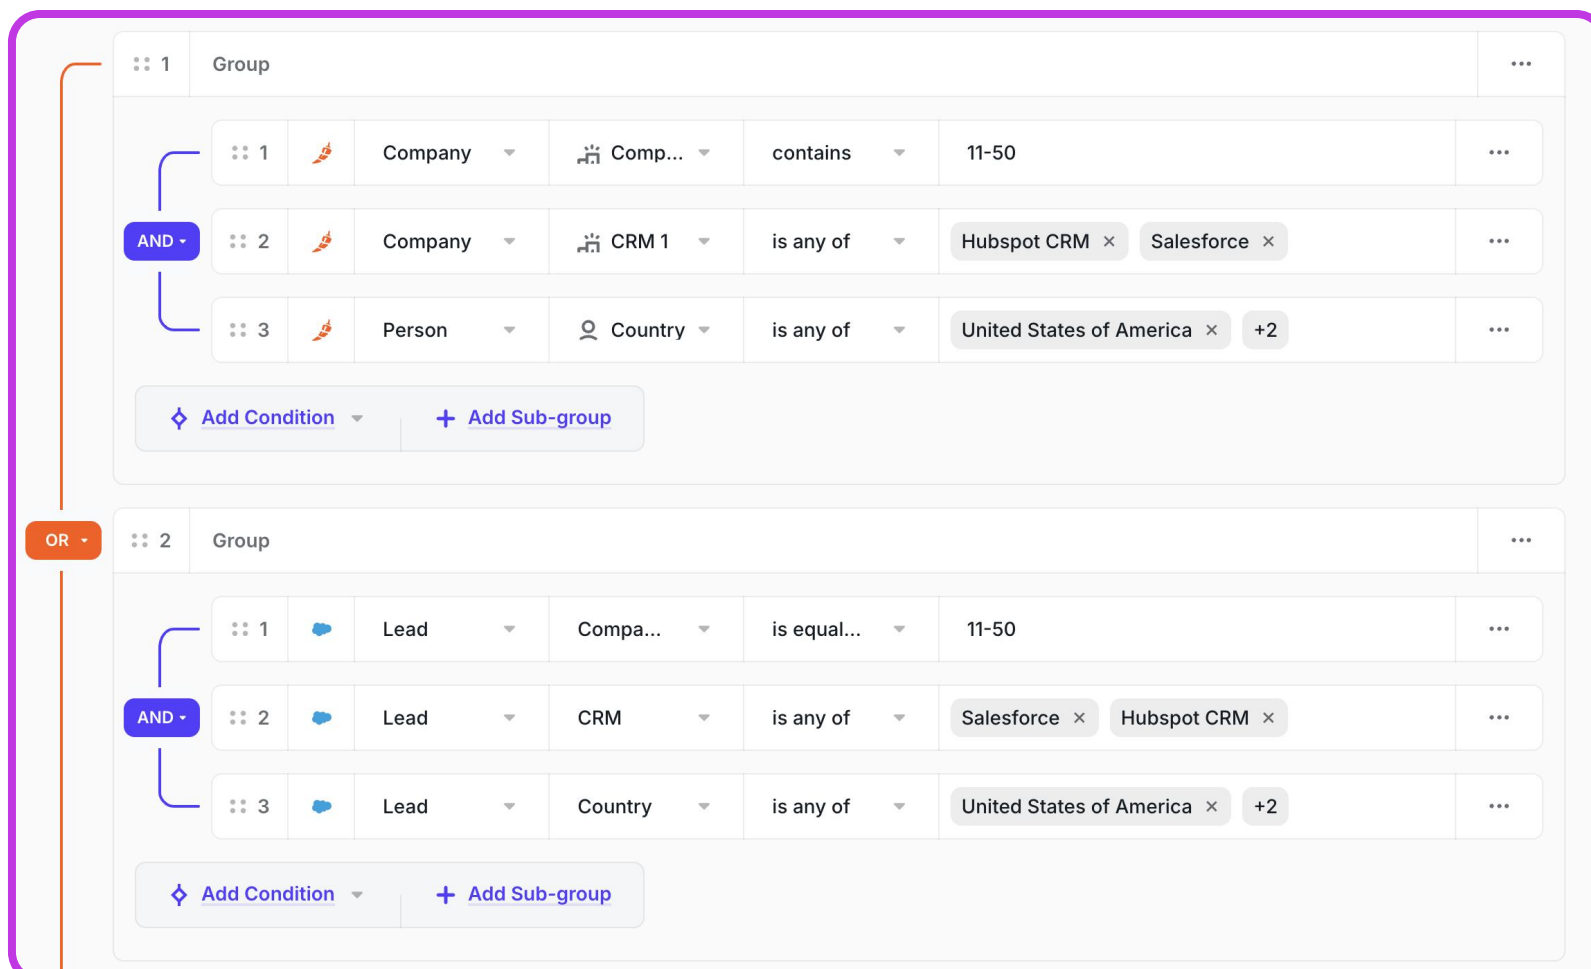 1 Group ...
1 Company Comp... contains 11-50 ...
AND 2 Company CRM 1 is any of Hubspot CRM × Salesforce × ...
3 Person Country is any of United States of America × +2 ...
Add Condition + Add Sub-group
OR 2 Group ...
1 Lead Compa... is equal... 11-50 ...
AND 2 Lead CRM is any of Salesforce × Hubspot CRM × ...
3 Lead Country is any of United States of America × +2 ...
Add Condition + Add Sub-group